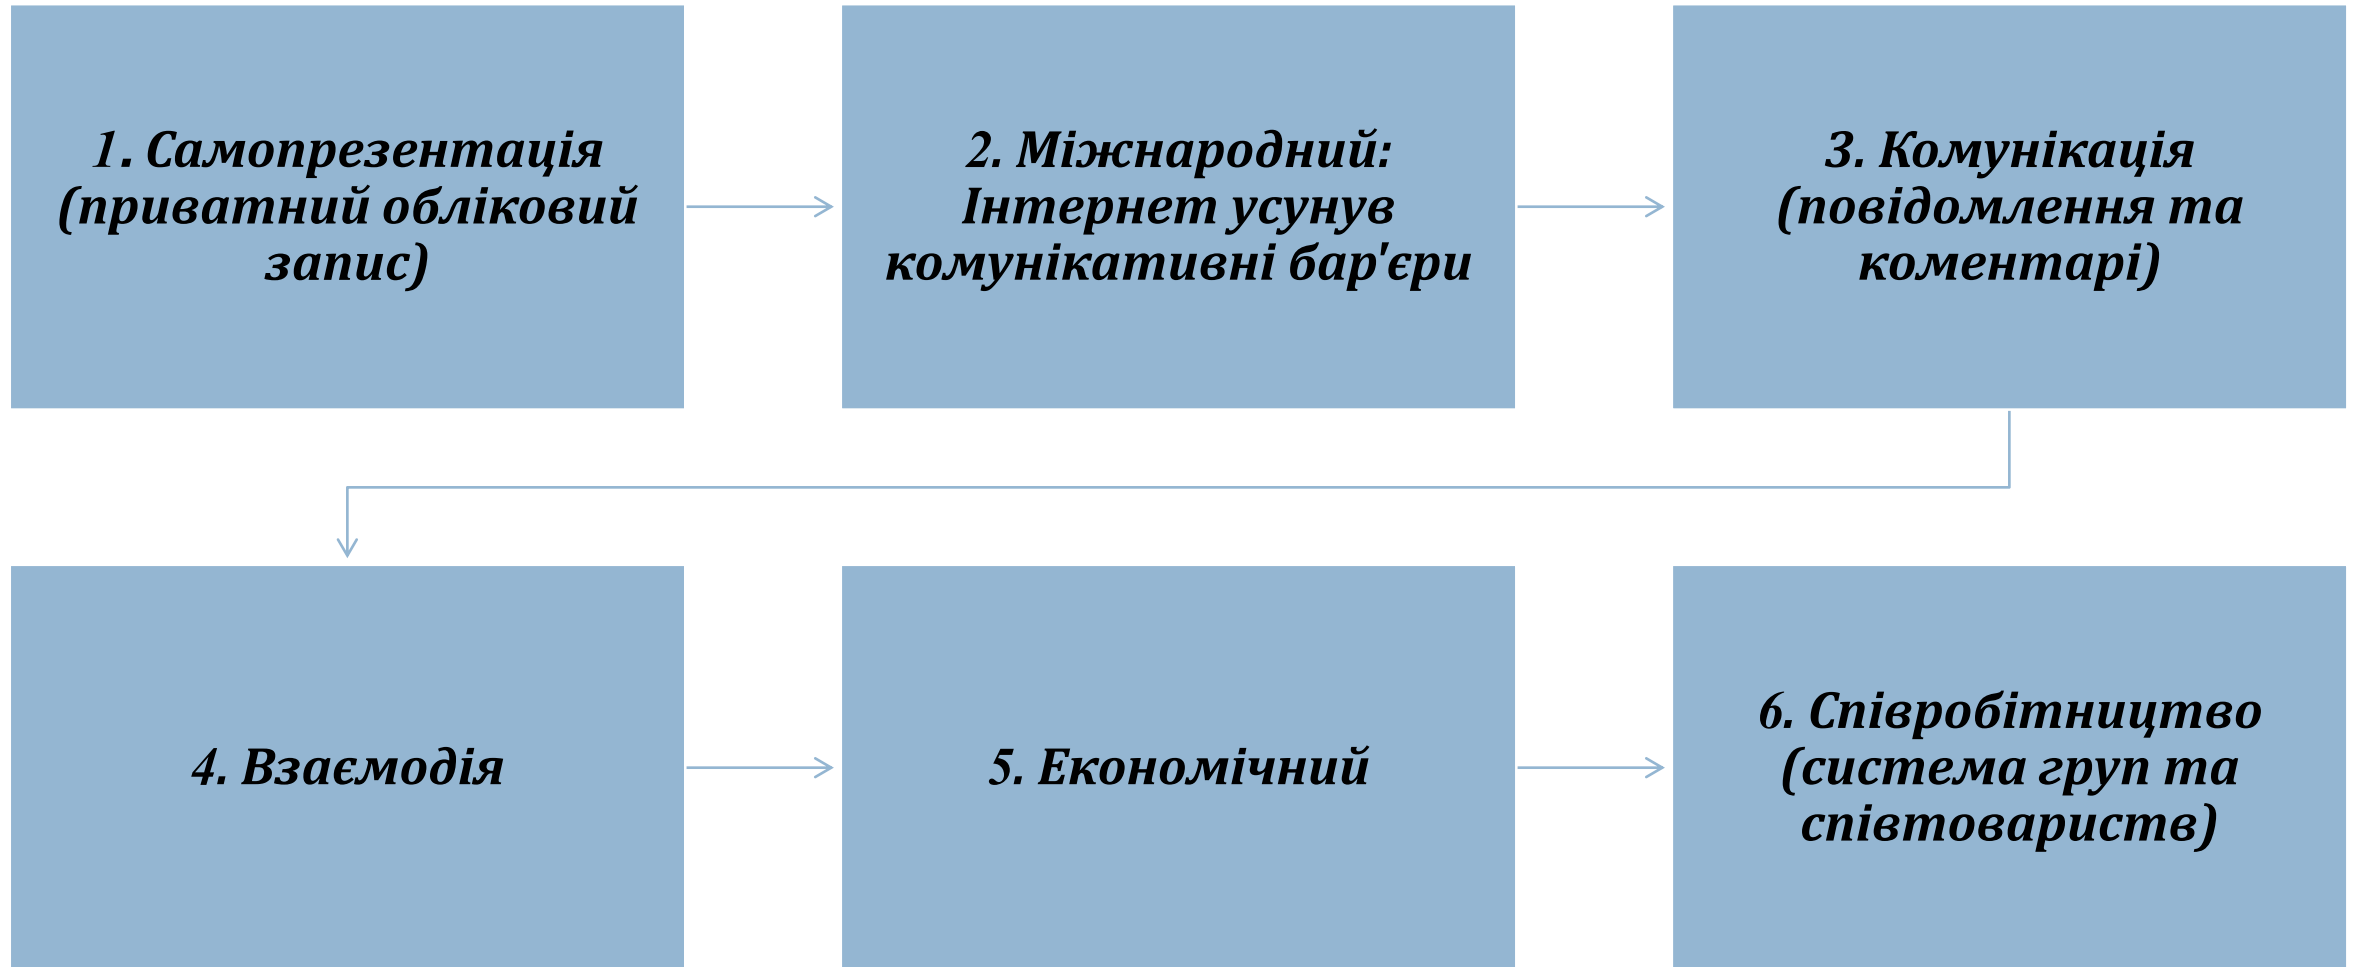 1. Самопрезентація
(приватний обліковий
запис)
2. Міжнародний:
Інтернет усунув
комунікативні бар'єри
3. Комунікація
(повідомлення та
коментарі)
4. Взаємодія
5. Економічний
6. Співробітництво
(система груп та
співтовариств)